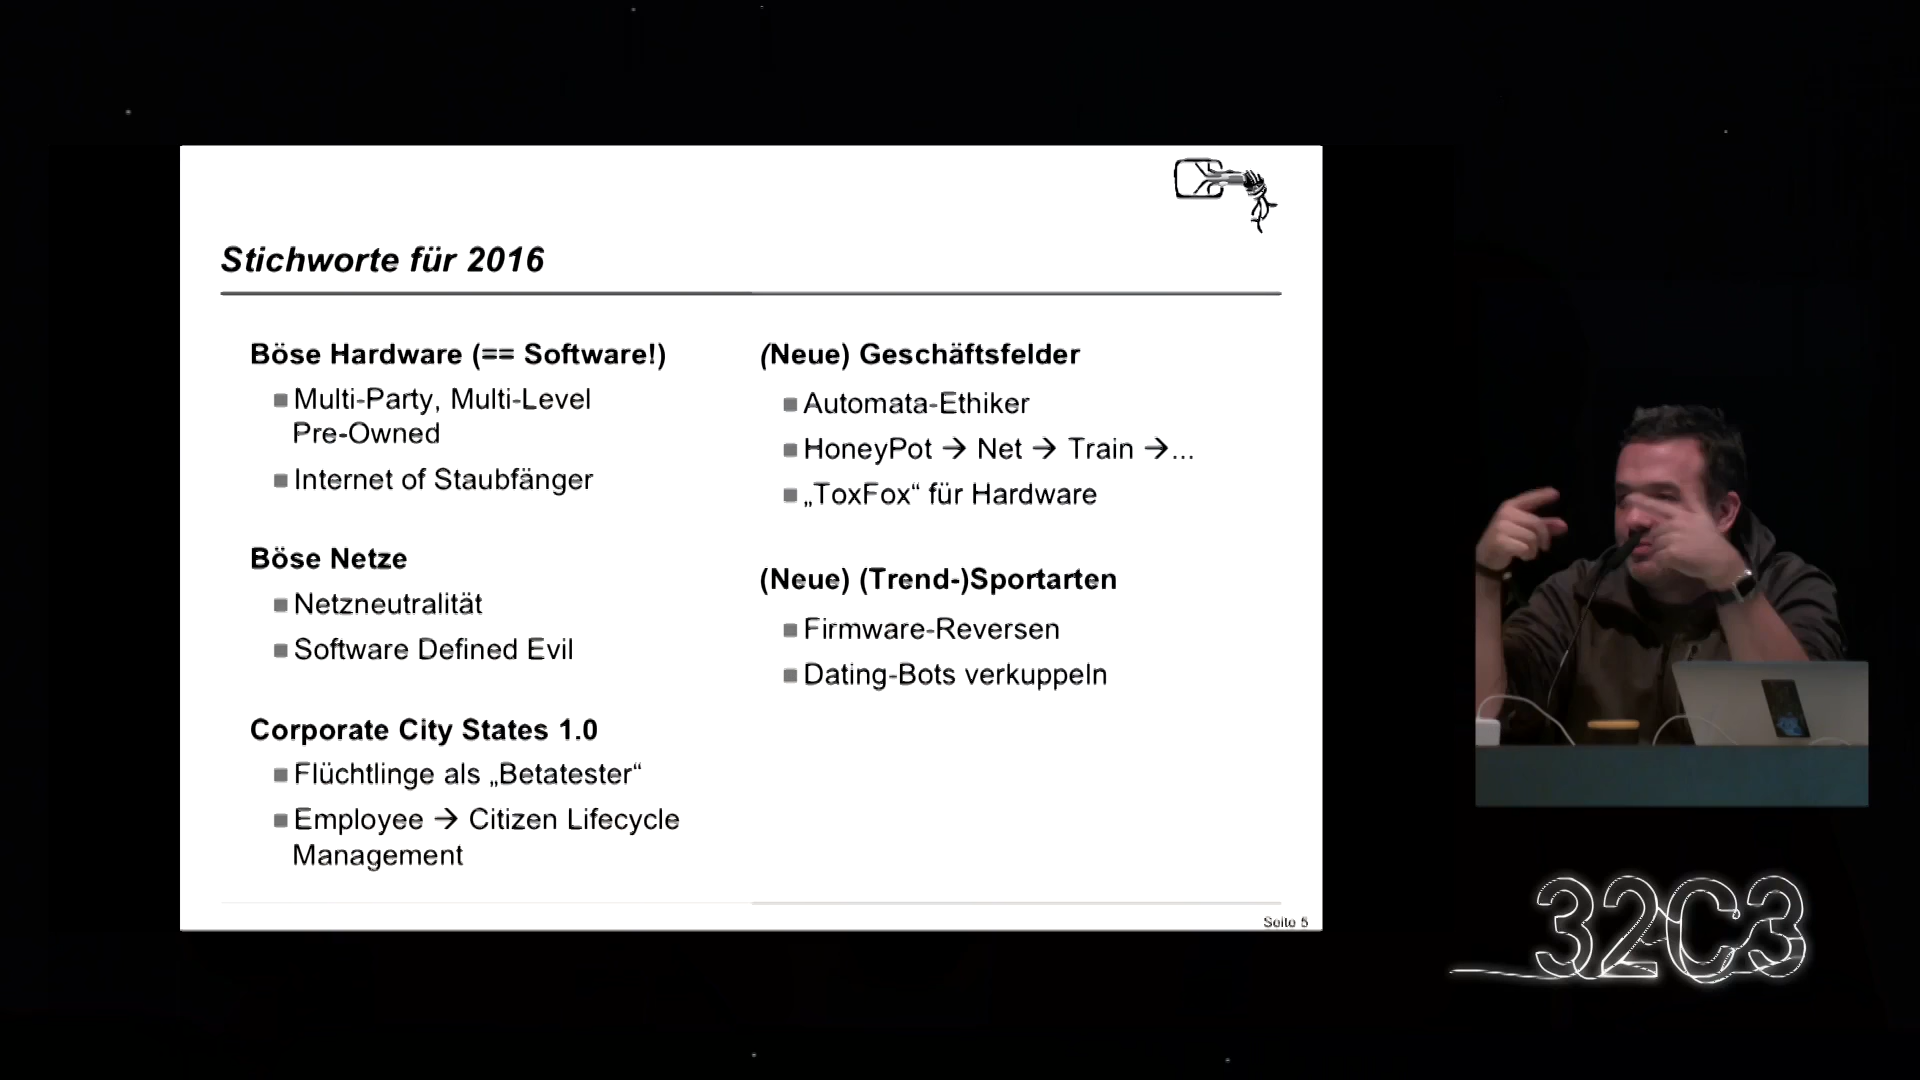 Stichworte für 2016
Böse Hardware (== Software!)
Multi-Party, Multi-Level
Pre-Owned
Internet of Staubfänger
Böse Netze
Netzneutralität
Software Defined Evil
Corporate City States 1.0
Flüchtlinge als „Betatester“
Employee → Citizen Lifecycle
Management
(Neue) Geschäftsfelder
Automata-Ethiker
HoneyPot → Net → Train →...
„ToxFox“ für Hardware
(Neue) (Trend-)Sportarten
Firmware-Reversen
Dating-Bots verkuppeln
Seite 5
32C3